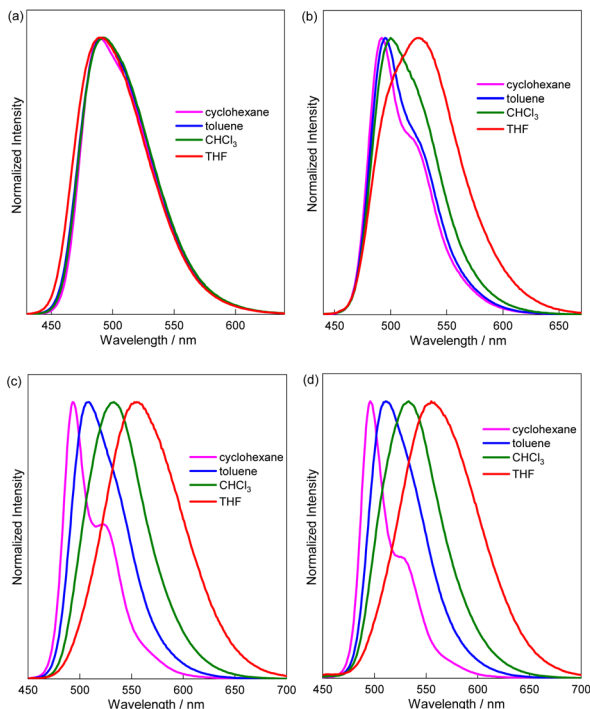 (a)
Normalized Intensity
cyclohexane
toluene
CHCl3
THF
450 500 550 600
Wavelength / nm
(b)
Normalized Intensity
cyclohexane
toluene
CHCl3
THF
450 500 550 600 650
Wavelength / nm
(c)
Normalized Intensity
cyclohexane
toluene
CHCl3
THF
450 500 550 600 650 700
Wavelength / nm
(d)
Normalized Intensity
cyclohexane
toluene
CHCl3
THF
450 500 550 600 650 700
Wavelength / nm